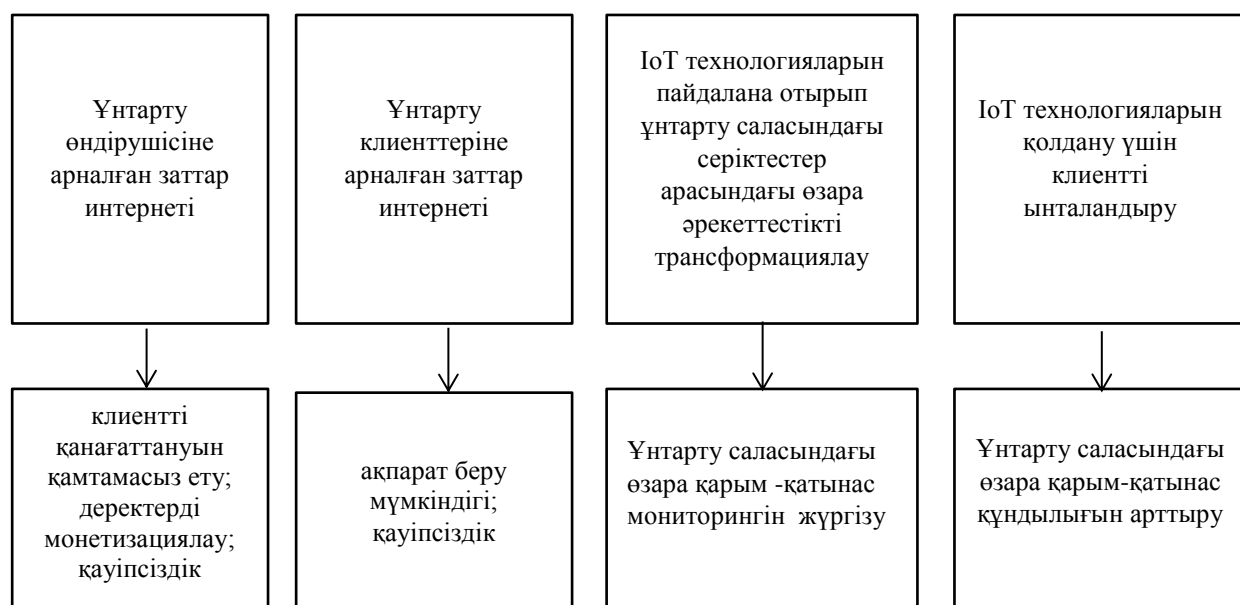 Ұнтарту
өндірушісіне
арналған заттар
интернеті
Ұнтарту
клиенттеріне
арналған заттар
интернеті
IoT технологияларын
пайдалана отырып
ұнтарту саласындағы
серіктестер
арасындағы өзара
әрекеттестікті
трансформациялау
IoT технологияларын
қолдану үшін
клиентті
ынталандыру
клиентті
қанағаттануын
қамтамасыз ету;
деректерді
монетизациялау;
қауіпсіздік
ақпарат беру
мүмкіндігі;
қауіпсіздік
Ұнтарту саласындағы
өзара қарым -қатынас
мониторингін жүргізу
Ұнтарту саласындағы
өзара қарым-қатынас
құндылығын арттыру